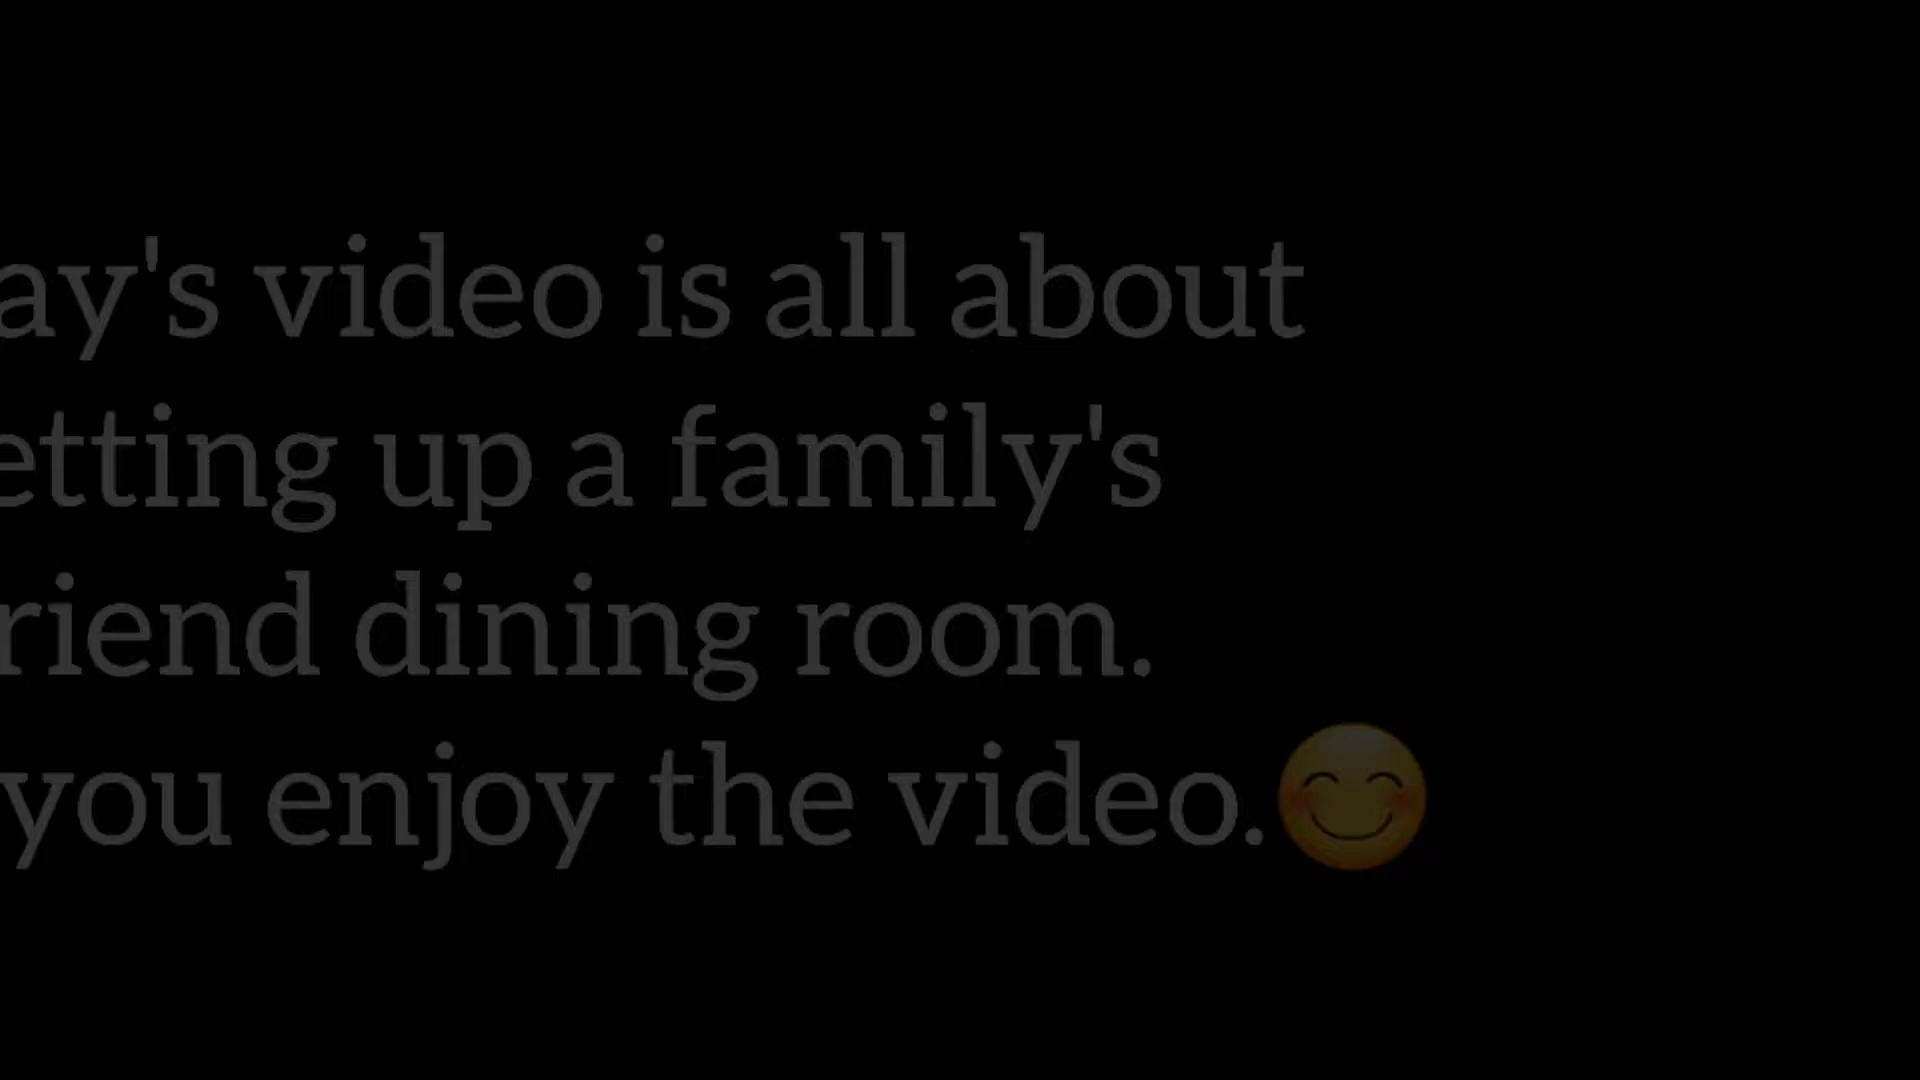 ay's video is all about
etting up a family's
riend dining room.
you enjoy the video.😊